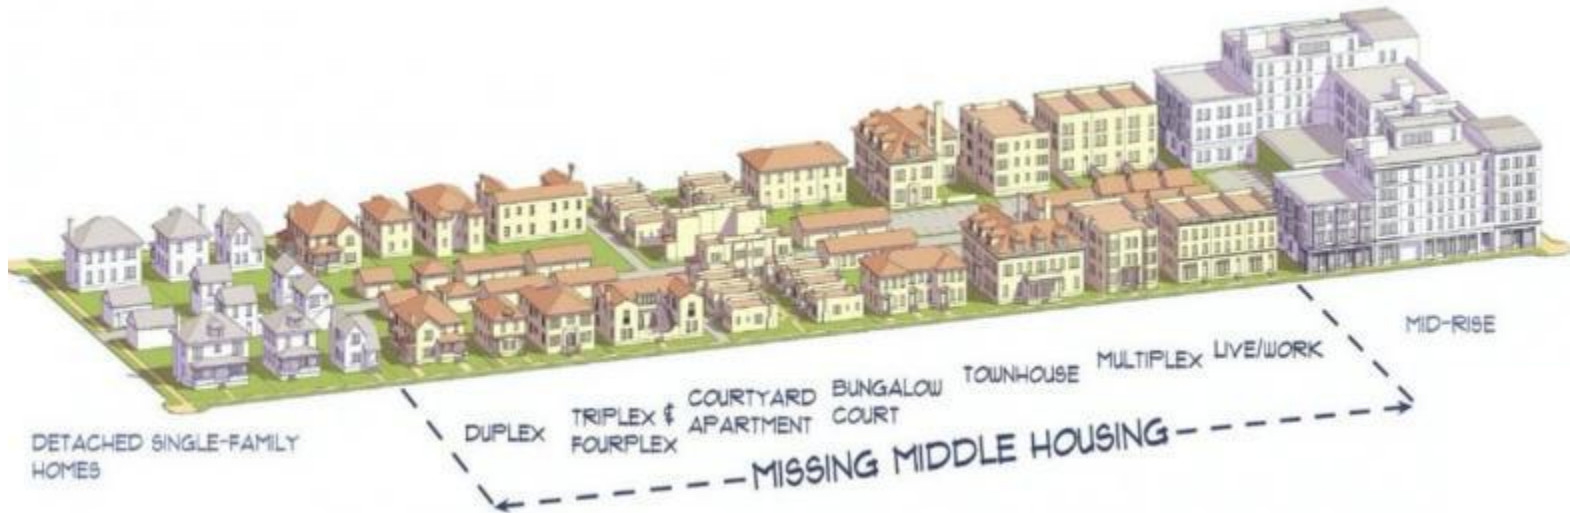 DETACHED SINGLE-FAMILY
HOMES
DUPLEX
TRIPLEX &
FOURPLEX
COURTYARD
APARTMENT
BUNGALOW
COURT
TOWNHOUSE
MULTIPLEX
LIVE/WORK
MID-RISE
MISSING MIDDLE HOUSING